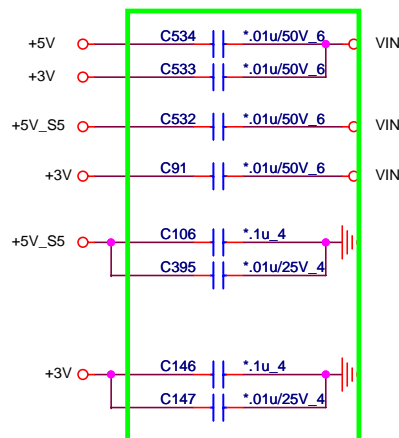 +5V C534 *.01u/50V_6 VIN
+3V C533 *.01u/50V_6
+5V_S5 C532 *.01u/50V_6 VIN
+3V C91 *.01u/50V_6 VIN
+5V_S5 C106 *.1u_4
C395 *.01u/25V_4
+3V C146 *.1u_4
C147 *.01u/25V_4